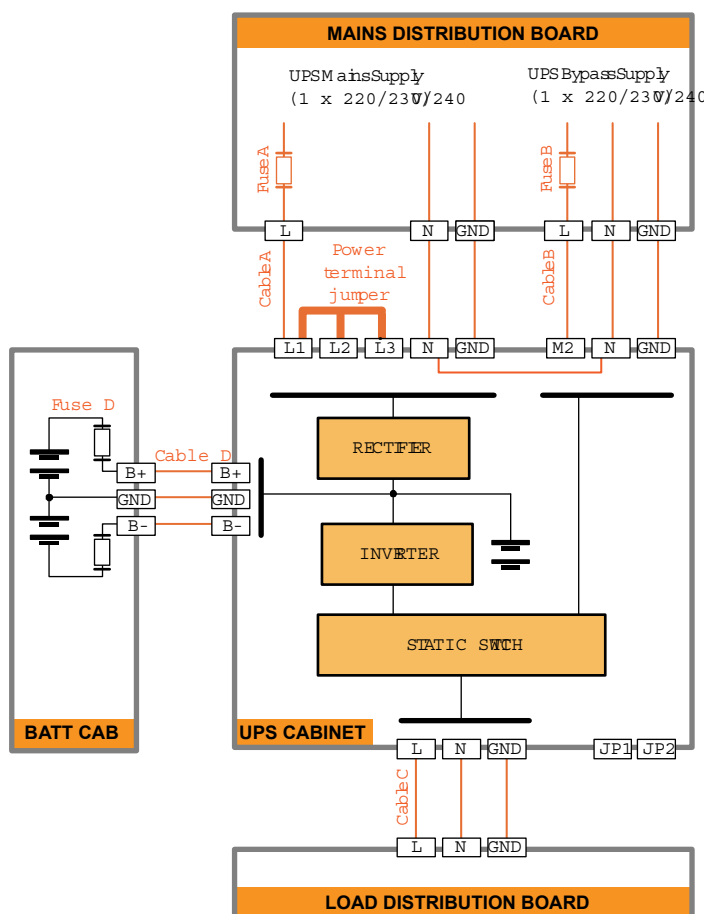 MAINS DISTRIBUTION BOARD
UPS Mains Supply
(1 x 220/230/240V)
UPS Bypass Supply
(1 x 220/230/240V)
Fuse A
Fuse B
L
N
GND
L
N
GND
Cable A
Power
terminal
jumper
Cable B
L1
L2
L3
N
GND
M2
N
GND
Fuse D
Cable D
B+
B+
GND
GND
B-
B-
RECTIFIER
INVERTER
STATIC SWITCH
BATT CAB
UPS CABINET
L
N
GND
JP1
JP2
Cable C
L
N
GND
LOAD DISTRIBUTION BOARD